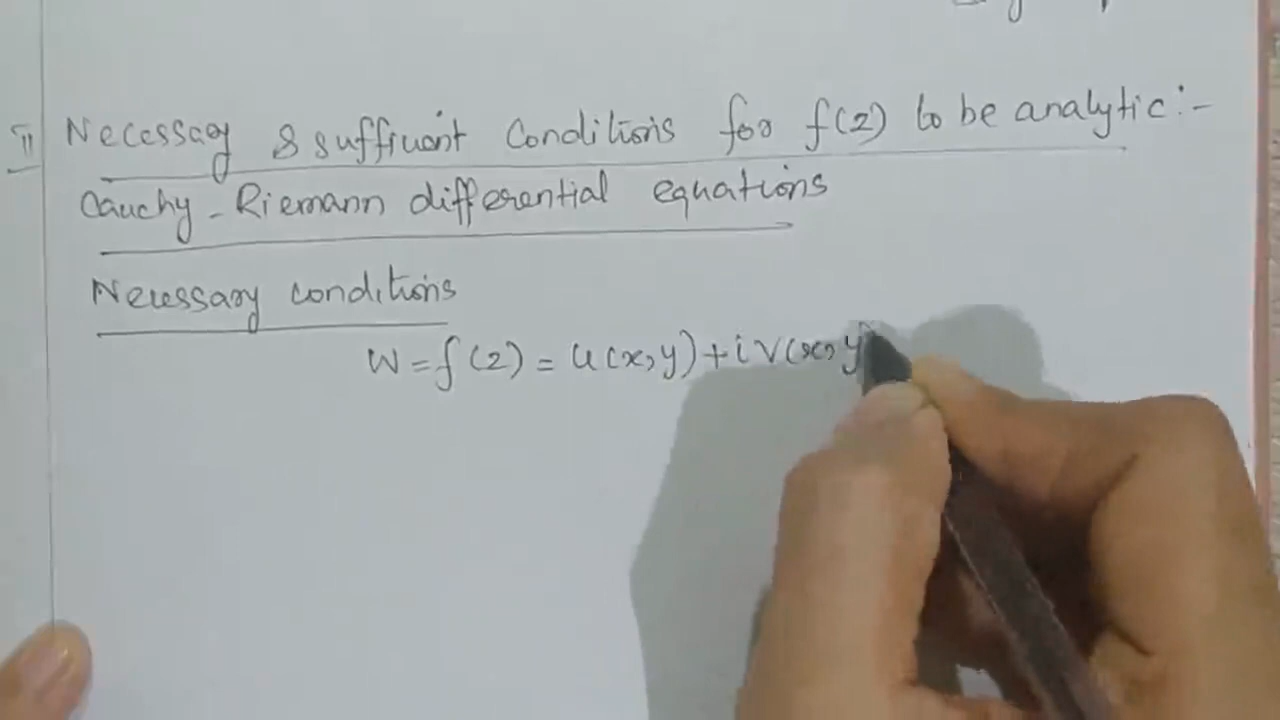 II Necessary & sufficient Conditions for f(z) to be analytic:-
Cauchy-Riemann differential equations
Necessary conditions
W = f(z) = u(x,y) + i v(x, y)